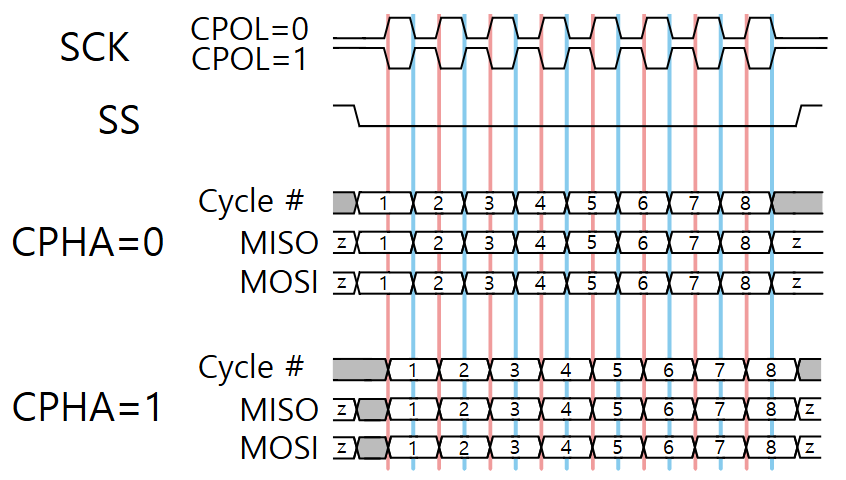 CPOL=0
SCK
CPOL=1
SS
Cycle # 1 2 3 4 5 6 7 8
CPHA=0
MISO z 1 2 3 4 5 6 7 8 z
MOSI z 1 2 3 4 5 6 7 8 z
Cycle # 1 2 3 4 5 6 7 8
CPHA=1
MISO z 1 2 3 4 5 6 7 8 z
MOSI z 1 2 3 4 5 6 7 8 z